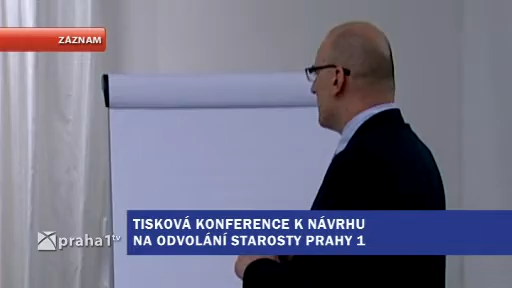 ZÁZNAM
TISKOVÁ KONFERENCE K NÁVRHU
NA ODVOLÁNÍ STAROSTY PRAHY 1
praha1tv